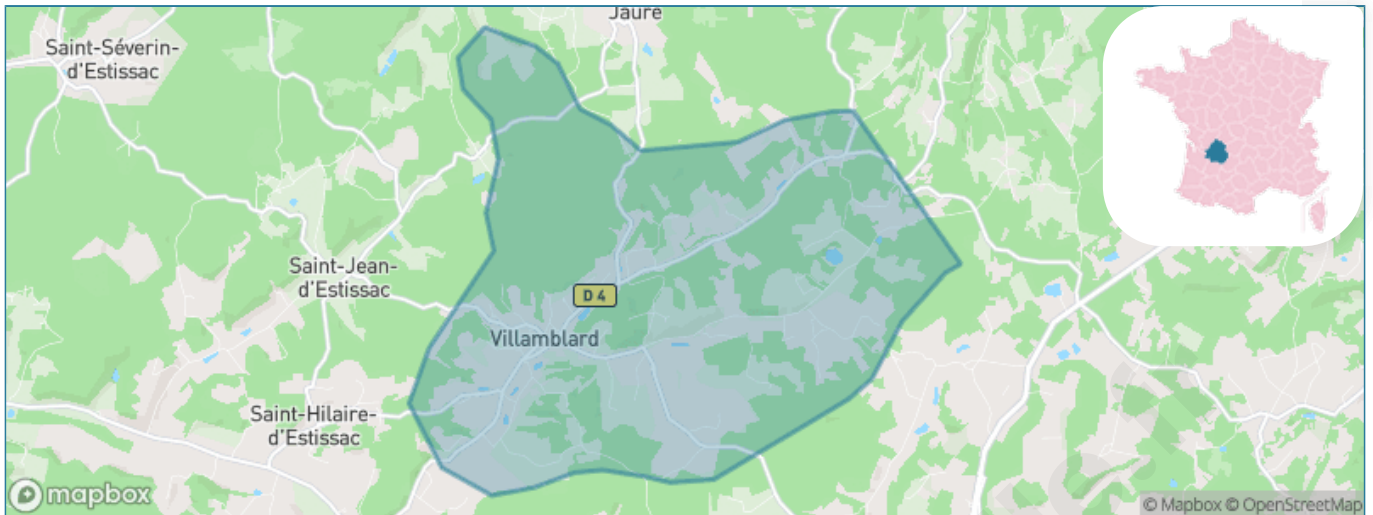 Jaure
Saint-Séverin-
d'Estissac
Saint-Jean-
d'Estissac
D 4
Villamblard
Saint-Hilaire-
d'Estissac
mapbox
© Mapbox © OpenStreetMap